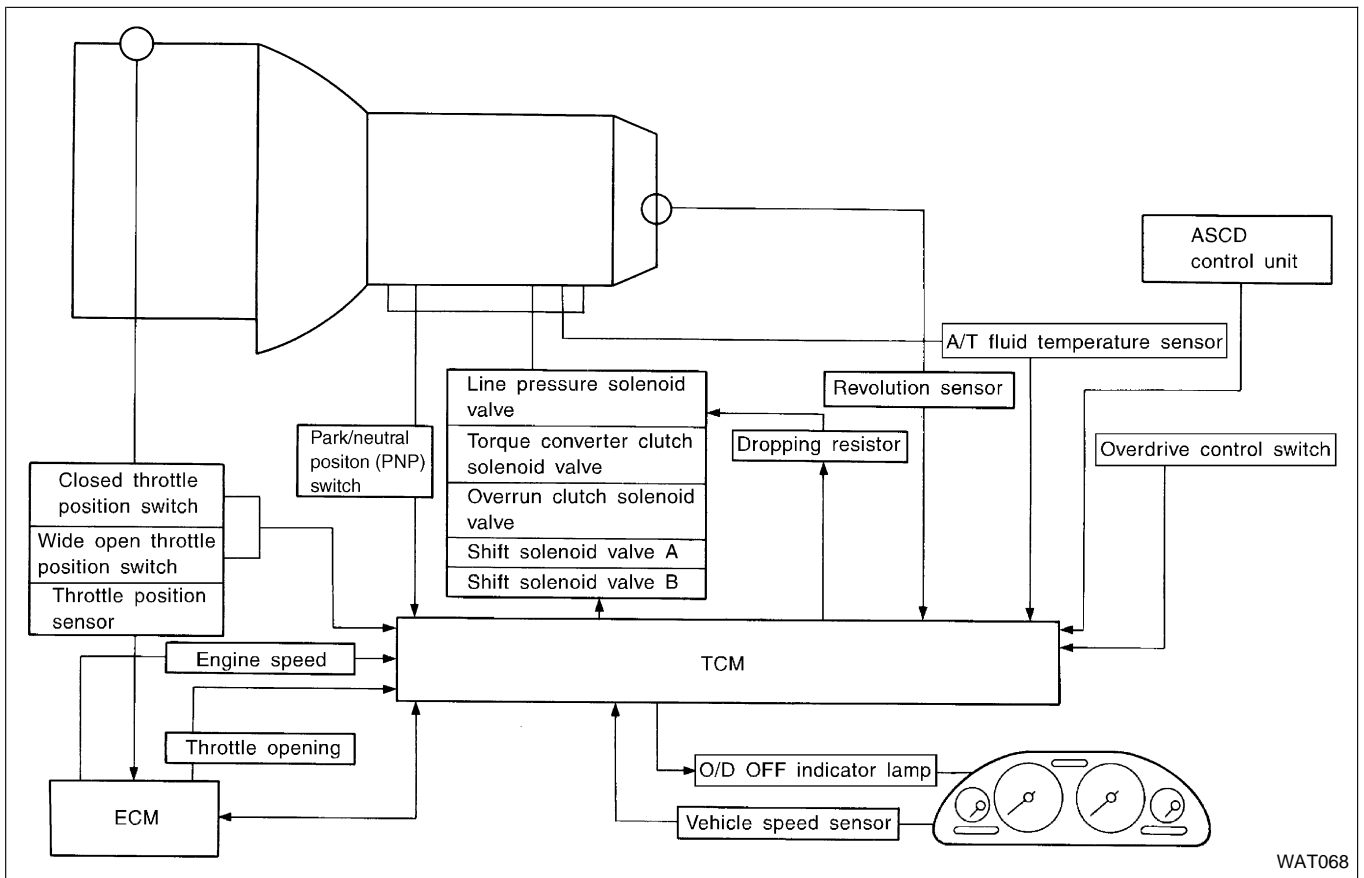 ASCD
control unit
A/T fluid temperature sensor
Line pressure solenoid
valve
Revolution sensor
Torque converter clutch
solenoid valve
Dropping resistor
Overdrive control switch
Park/neutral
positon (PNP)
switch
Closed throttle
position switch
Overrun clutch solenoid
valve
Wide open throttle
position switch
Shift solenoid valve A
Shift solenoid valve B
Throttle position
sensor
Engine speed
TCM
Throttle opening
O/D OFF indicator lamp
ECM
Vehicle speed sensor
WAT068